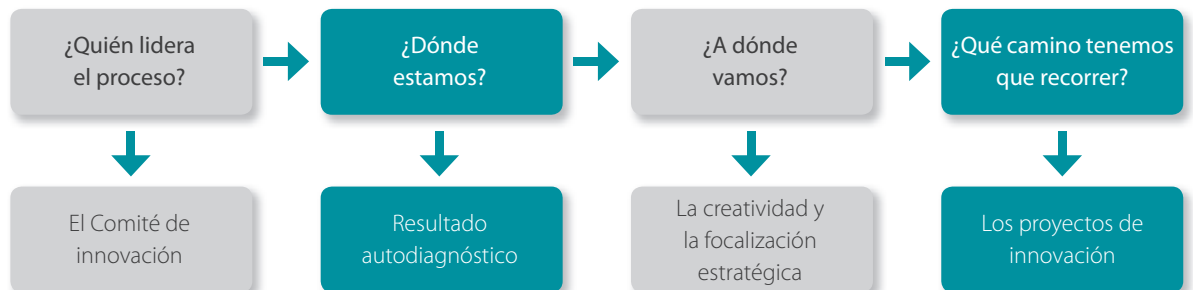 ¿Quién lidera
el proceso?
¿Dónde
estamos?
¿A dónde
vamos?
¿Qué camino tenemos
que recorrer?
El Comité de
innovación
Resultado
autodiagnóstico
La creatividad y
la focalización
estratégica
Los proyectos de
innovación